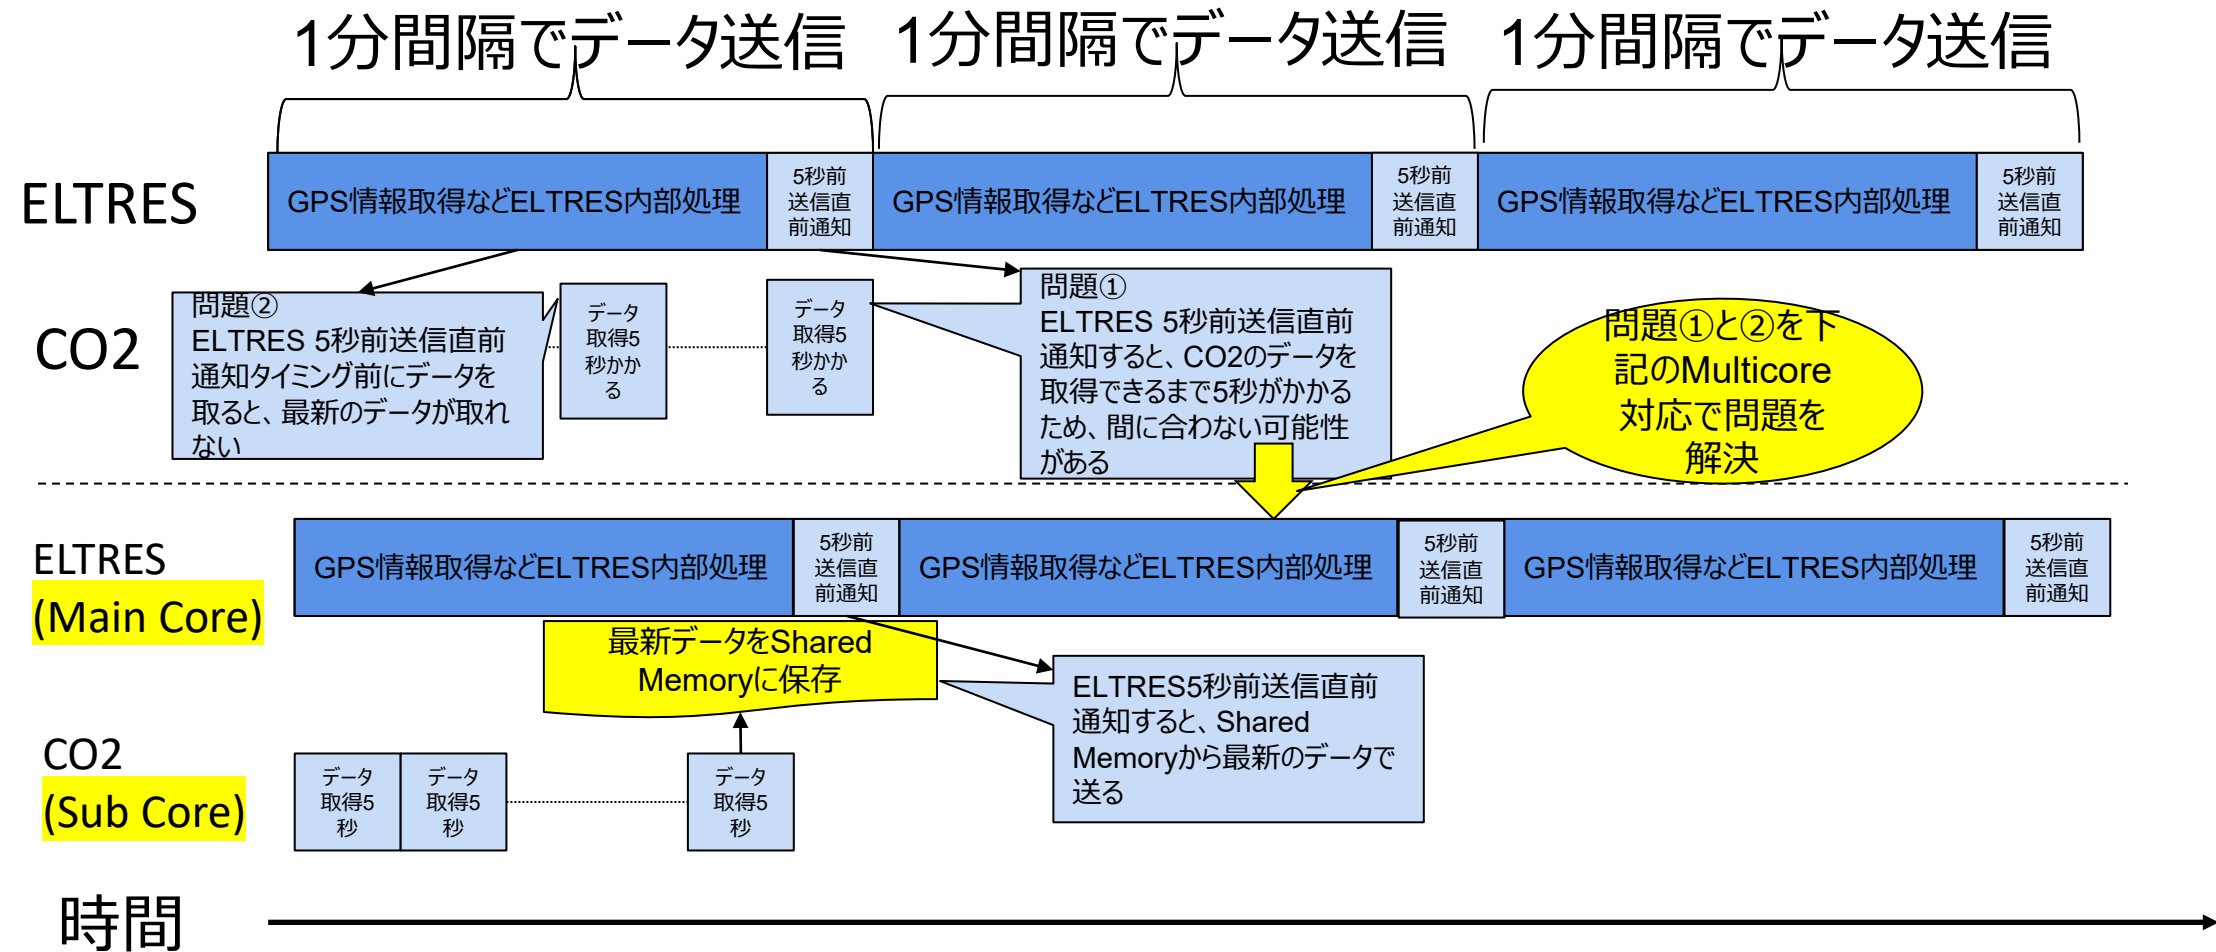 1分間隔でデータ送信
1分間隔でデータ送信
1分間隔でデータ送信
ELTRES
GPS情報取得などELTRES内部処理
5秒前
送信直
前通知
GPS情報取得などELTRES内部処理
5秒前
送信直
前通知
GPS情報取得などELTRES内部処理
5秒前
送信直
前通知
CO2
問題②
ELTRES 5秒前送信直前
通知タイミング前にデータを
取ると、最新のデータが取れ
ない
データ
取得5
秒かか
る
データ
取得5
秒かか
る
問題①
ELTRES 5秒前送信直前
通知すると、CO2のデータを
取得できるまで5秒がかかる
ため、間に合わない可能性
がある
問題①と②を下
記のMulticore
対応で問題を
解決
ELTRES
(Main Core)
GPS情報取得などELTRES内部処理
5秒前
送信直
前通知
GPS情報取得などELTRES内部処理
5秒前
送信直
前通知
GPS情報取得などELTRES内部処理
5秒前
送信直
前通知
最新データをShared
Memoryに保存
ELTRES5秒前送信直前
通知すると、Shared
Memoryから最新のデータで
送る
CO2
(Sub Core)
データ
取得5
秒
データ
取得5
秒
データ
取得5
秒
時間